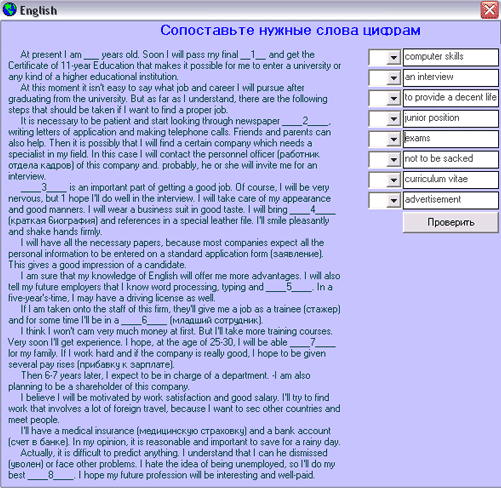 English
Сопоставьте нужные слова цифрам
At present I am ___ years old. Soon I will pass my final __1__ and get the
Certificate of 11-year Education that makes it possible for me to enter a university or
any kind of a higher educational institution.
At this moment it isn't easy to say what job and career I will pursue after
graduating from the university. But as far as I understand, there are the following
steps that should be taken if I want to find a proper job.
It is necessary to be patient and start looking through newspaper ____2____,
writing letters of application and making telephone calls. Friends and parents can
also help. Then it is possibly that I will find a certain company which needs a
specialist in my field. In this case I will contact the personnel officer (работник
отдела кадров) of this company and. probably, he or she will invite me for an
interview.
____3____ is an important part of getting a good job. Of course, I will be very
nervous, but 1 hope I'll do well in the interview. I will take care of my appearance
and good manners. I will wear a business suit in good taste. I will bring ____4____
(краткая биография) and references in a special leather file. I'll smile pleasantly
and shake hands firmly.
I will have all the necessary papers, because most companies expect all the
personal information to be entered on a standard application form (заявление).
This gives a good impression of a candidate.
I am sure that my knowledge of English will offer me more advantages. I will also
tell my future employers that I know word processing, typing and ____5____. In a
five-year's-time, I may have a driving license as well.
If I am taken onto the staff of this firm, they'll give me a job as a trainee (стажер)
and for some time I'll be in a ____6____ (младший сотрудник).
I think I won't cam very much money at first. But I'll take more training courses.
Very soon I'll get experience. I hope, at the age of 25-30, I will be able ____7____
lor my family. If I work hard and if the company is really good, I hope to be given
several pay rises (прибавку к зарплате).
Then 6-7 years later, I expect to be in charge of a department. -I am also
planning to be a shareholder of this company.
I believe I will be motivated by work satisfaction and good salary. I'll try to find
work that involves a lot of foreign travel, because I want to sec other countries and
meet people.
I'll have a medical insurance (медицинскую страховку) and a bank account
(счет в банке). In my opinion, it is reasonable and important to save for a rainy day.
Actually, it is difficult to predict anything. I understand that I can he dismissed
(уволен) or face other problems. I hate the idea of being unemployed, so I'll do my
best ____8____. I hope my future profession will be interesting and well-paid.
computer skills
an interview
to provide a decent life
junior position
exams
not to be sacked
curriculum vitae
advertisement
Проверить